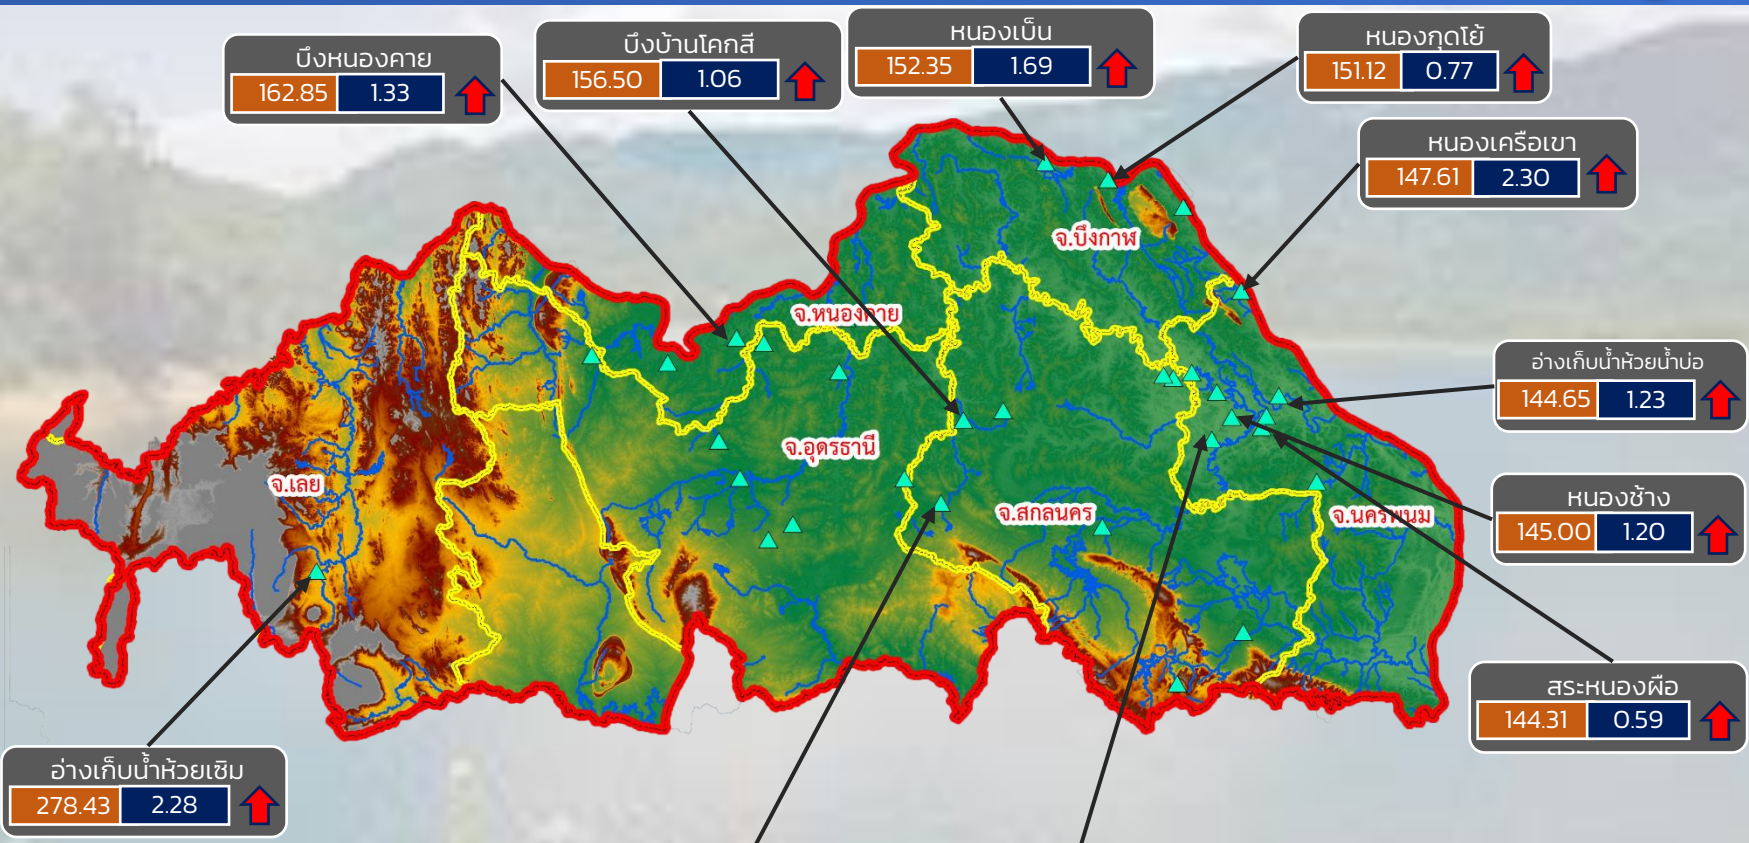 บึงหนองคาย
162.85 1.33
บึงบ้านโคกสี
156.50 1.06
หนองเบ็น
152.35 1.69
หนองกุดโย้
151.12 0.77
หนองเครือเขา
147.61 2.30
จ.บึงกาฬ
จ.หนองคาย
อ่างเก็บน้ำห้วยน้ำบ่อ
144.65 1.23
จ.อุดรธานี
จ.เลย
จ.สกลนคร
จ.นครพนม
หนองช้าง
145.00 1.20
สระหนองผือ
144.31 0.59
อ่างเก็บน้ำห้วยเซิม
278.43 2.28